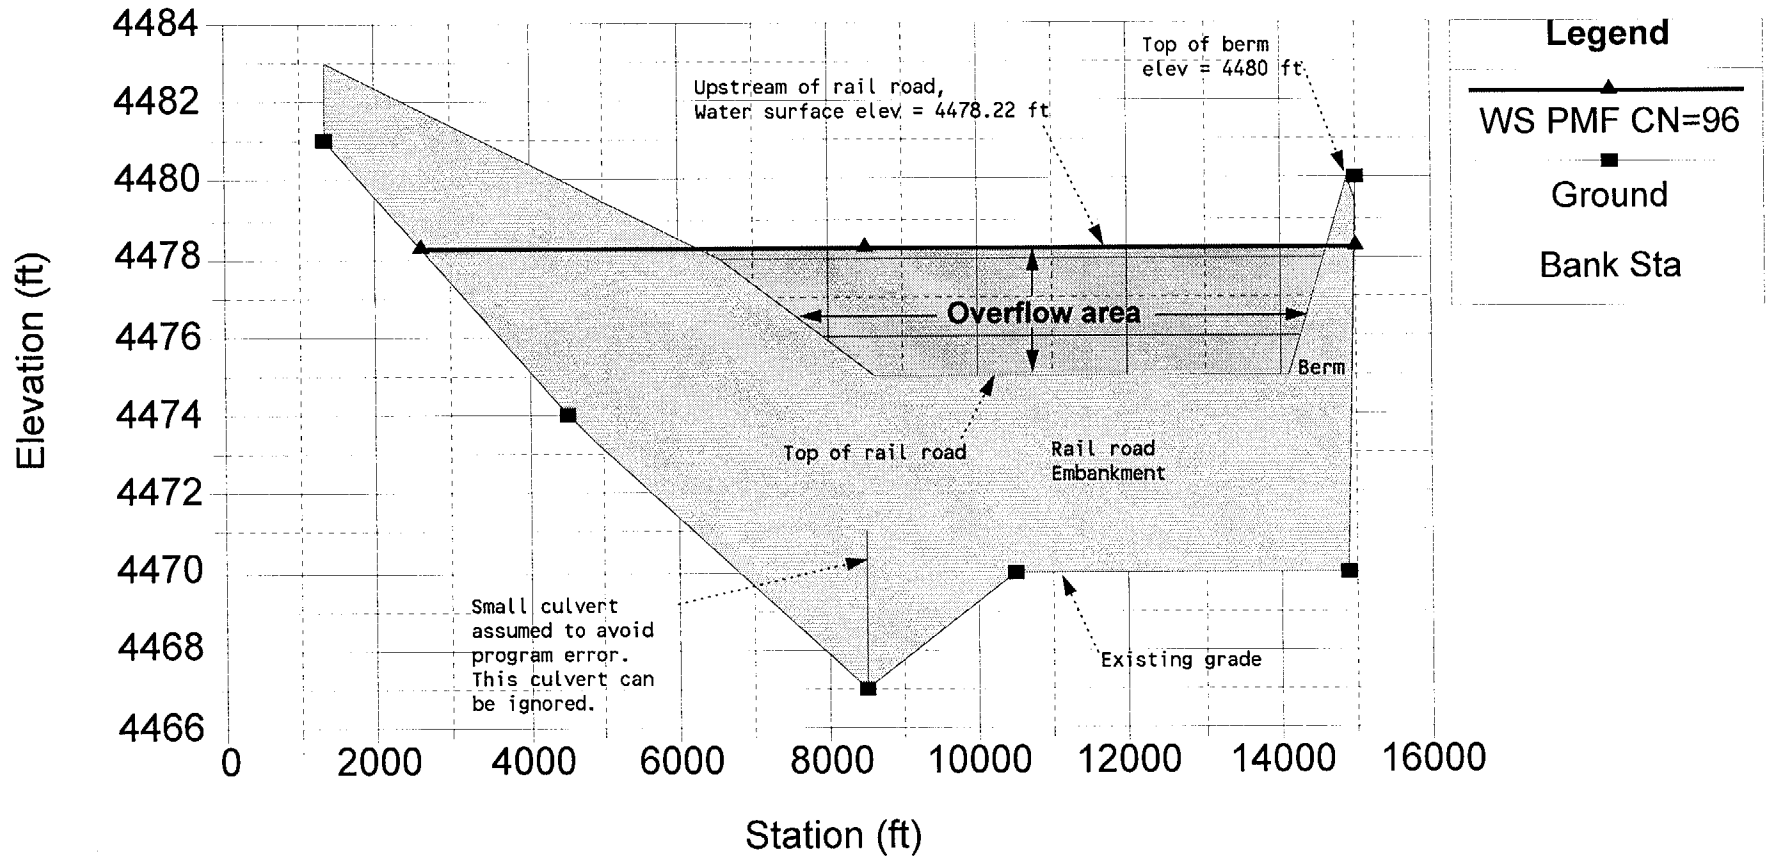 4484
4482
4480
4478
4476
4474
4472
4470
4468
4466
Elevation (ft)
0 2000 4000 6000 8000 10000 12000 14000 16000
Station (ft)
Upstream of rail road,
Water surface elev = 4478.22 ft
Top of berm
elev = 4480 ft
Overflow area
Berm
Top of rail road
Rail road
Embankment
Small culvert
assumed to avoid
program error.
This culvert can
be ignored.
Existing grade
Legend
WS PMF CN=96
Ground
Bank Sta